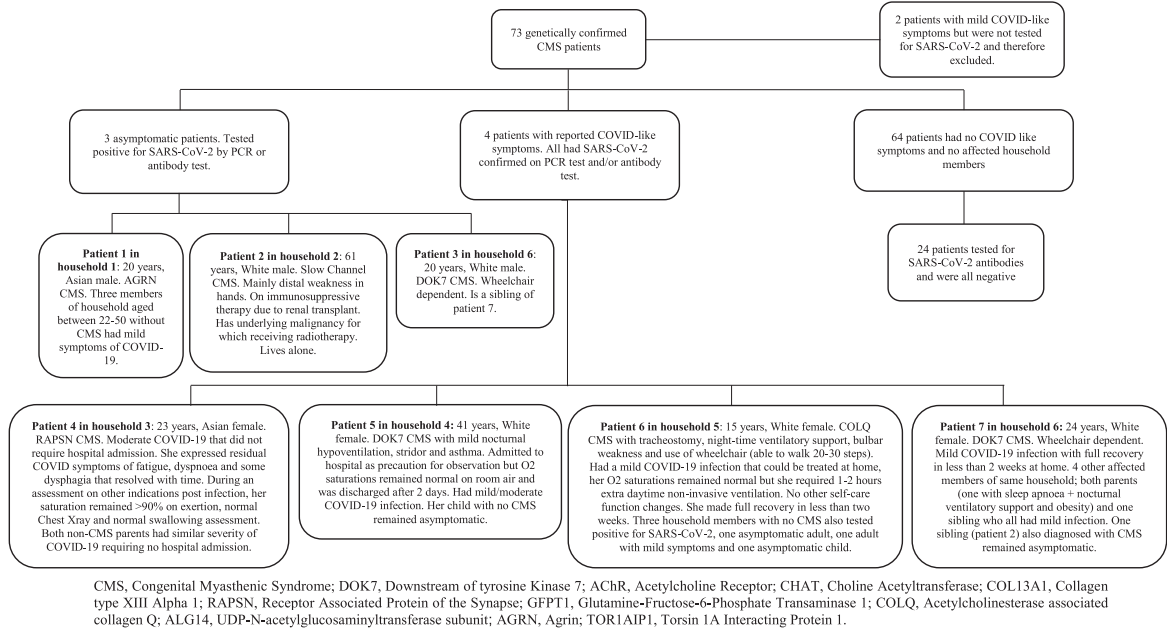 73 genetically confirmed
CMS patients
2 patients with mild COVID-like
symptoms but were not tested
for SARS-CoV-2 and therefore
excluded.
3 asymptomatic patients. Tested
positive for SARS-CoV-2 by PCR or
antibody test.
4 patients with reported COVID-like
symptoms. All had SARS-CoV-2
confirmed on PCR test and/or antibody
test.
64 patients had no COVID like
symptoms and no affected household
members
24 patients tested for
SARS-CoV-2
antibodies
and were all negative
Patient 1 in
household 1: 20 years,
Asian male. AGRN
CMS. Three members
of household aged
between 22-50 without
CMS had mild
symptoms of COVID-
19.
Patient 2 in household 2: 61
years, White male. Slow Channel
CMS. Mainly distal weakness in
hands. On immunosuppressive
therapy due to renal transplant.
Has underlying malignancy for
which receiving radiotherapy.
Lives alone.
Patient 3 in household 6:
20 years, White male.
DOK7 CMS. Wheelchair
dependent. Is a sibling of
patient 7.
Patient 4 in household 3: 23 years, Asian female.
RAPSN CMS. Moderate COVID-19 that did not
require hospital admission. She expressed residual
COVID symptoms of fatigue, dyspnoea and some
dysphagia that resolved with time. During an
assessment on other indications post infection, her
saturation remained >90% on exertion, normal
Chest Xray and normal swallowing assessment.
Both non-CMS parents had similar severity of
COVID-19 requiring no hospital admission.
Patient 5 in household 4: 41 years, White
female. DOK7 CMS with mild nocturnal
hypoventilation, stridor and asthma. Admitted
to hospital as precaution for observation but O2
saturations remained normal on room air and
was discharged after 2 days. Had mild/moderate
COVID-19 infection. Her child with no CMS
remained asymptomatic.
Patient 6 in household 5: 15 years, White female. COLQ
CMS with tracheostomy, night-time ventilatory support, bulbar
weakness and use of wheelchair (able to walk 20-30 steps).
Had a mild COVID-19 infection that could be treated at home,
her O2 saturations remained normal but she required 1-2 hours
extra daytime non-invasive ventilation. No other self-care
function changes. She made full recovery in less than two
weeks. Three household members with no CMS also tested
positive for SARS-CoV-2, one asymptomatic adult, one adult
with mild symptoms and one asymptomatic child.
Patient 7 in household 6: 24 years, White
female. DOK7 CMS. Wheelchair dependent.
Mild COVID-19 infection with full recovery
in less than 2 weeks at home. 4 other affected
members of same household; both parents
(one with sleep apnoea + nocturnal
ventilatory support and obesity) and one
sibling who all had mild infection. One
sibling (patient 2) also diagnosed with CMS
remained asymptomatic.
CMS, Congenital Myasthenic Syndrome; DOK7, Downstream of tyrosine Kinase 7; AChR, Acetylcholine Receptor; CHAT, Choline Acetyltransferase; COL13A1, Collagen
type XIII Alpha 1; RAPSN, Receptor Associated Protein of the Synapse; GFPT1, Glutamine-Fructose-6-Phosphate Transaminase 1; COLQ, Acetylcholinesterase associated
collagen Q; ALG14, UDP-N-acetylglucosaminyltransferase subunit; AGRN, Agrin; TOR1AIP1, Torsin 1A Interacting Protein 1.